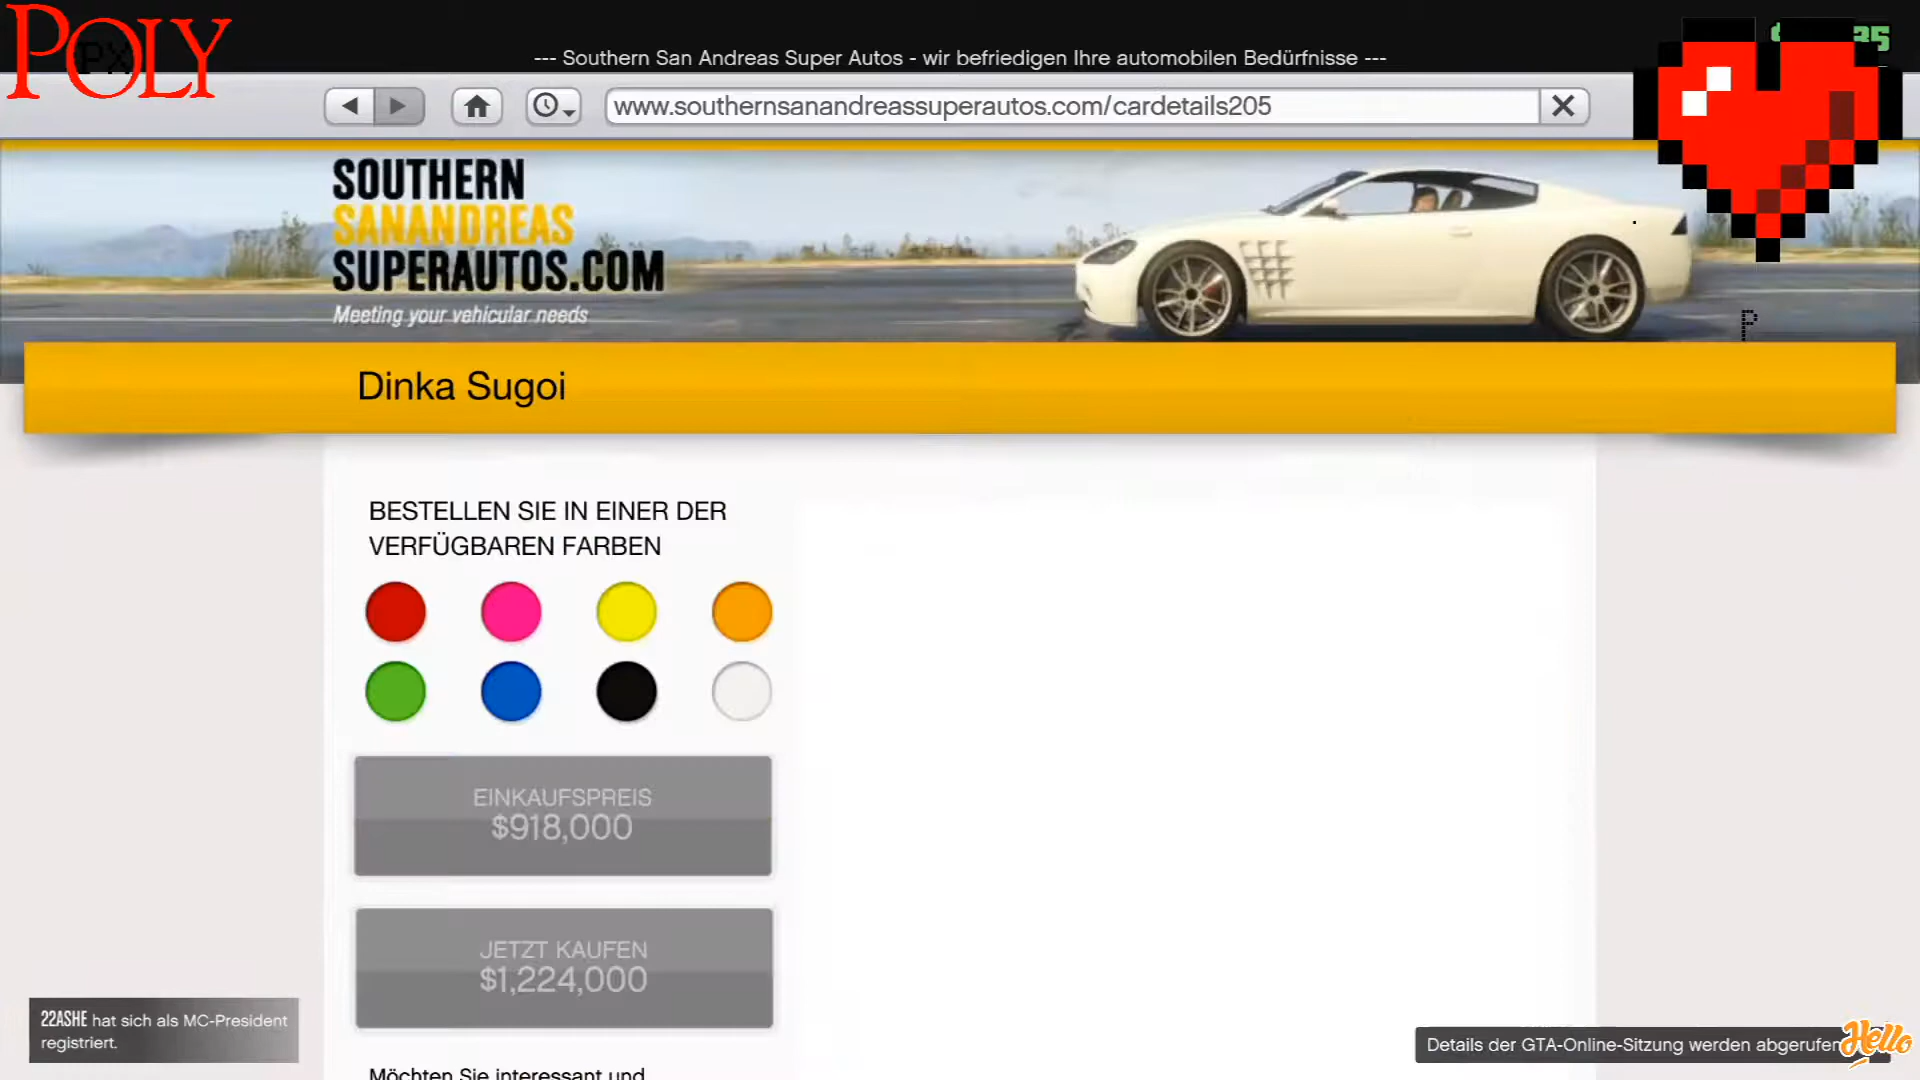 POLY
PX
35
--- Southern San Andreas Super Autos - wir befriedigen Ihre automobilen Bedürfnisse ---
www.southernsanandreassuperautos.com/cardetails205
SOUTHERN
SANANDREAS
SUPERAUTOS.COM
Meeting your vehicular needs
P
Dinka Sugoi
BESTELLEN SIE IN EINER DER
VERFÜGBAREN FARBEN
EINKAUFSPREIS
$918,000
JETZT KAUFEN
$1,224,000
22ASHE hat sich als MC-President
registriert.
Möchten Sie interessant und
Details der GTA-Online-Sitzung werden abgerufen
Hello